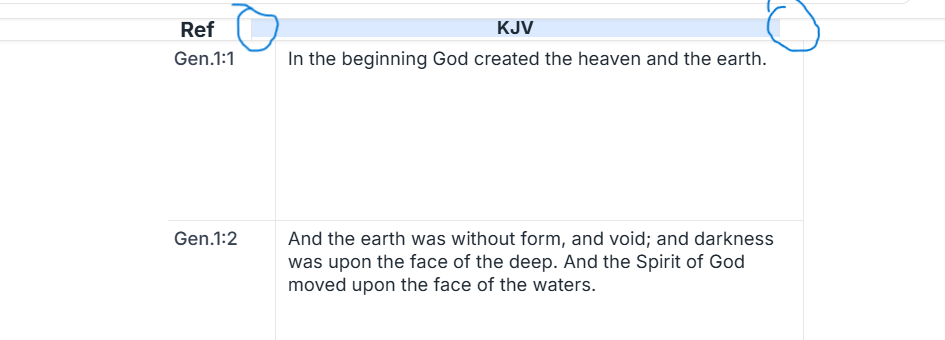 Ref KJV
Gen.1:1 In the beginning God created the heaven and the earth.
Gen.1:2 And the earth was without form, and void; and darkness
was upon the face of the deep. And the Spirit of God
moved upon the face of the waters.